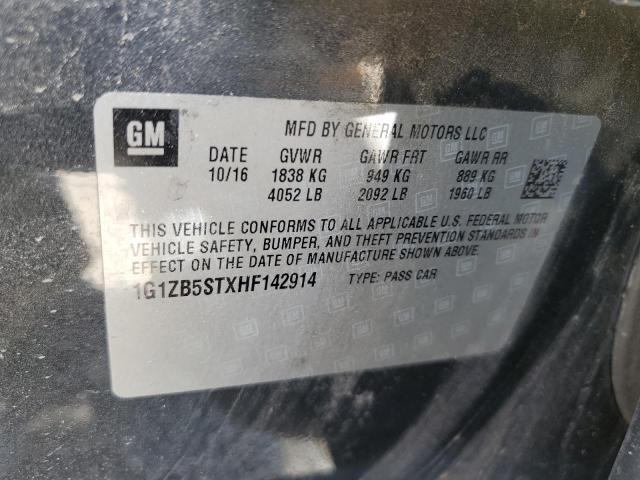 GM
MFD BY GENERAL MOTORS LLC
DATE GVWR GAWR FRT GAWR RR
10/16 1838 KG 949 KG 889 KG
4052 LB 2092 LB 1960 LB
THIS VEHICLE CONFORMS TO ALL APPLICABLE U.S. FEDERAL MOTOR
VEHICLE SAFETY, BUMPER, AND THEFT PREVENTION STANDARDS IN
EFFECT ON THE DATE OF MANUFACTURE SHOWN ABOVE.
1G1ZB5STXHF142914 TYPE: PASS CAR